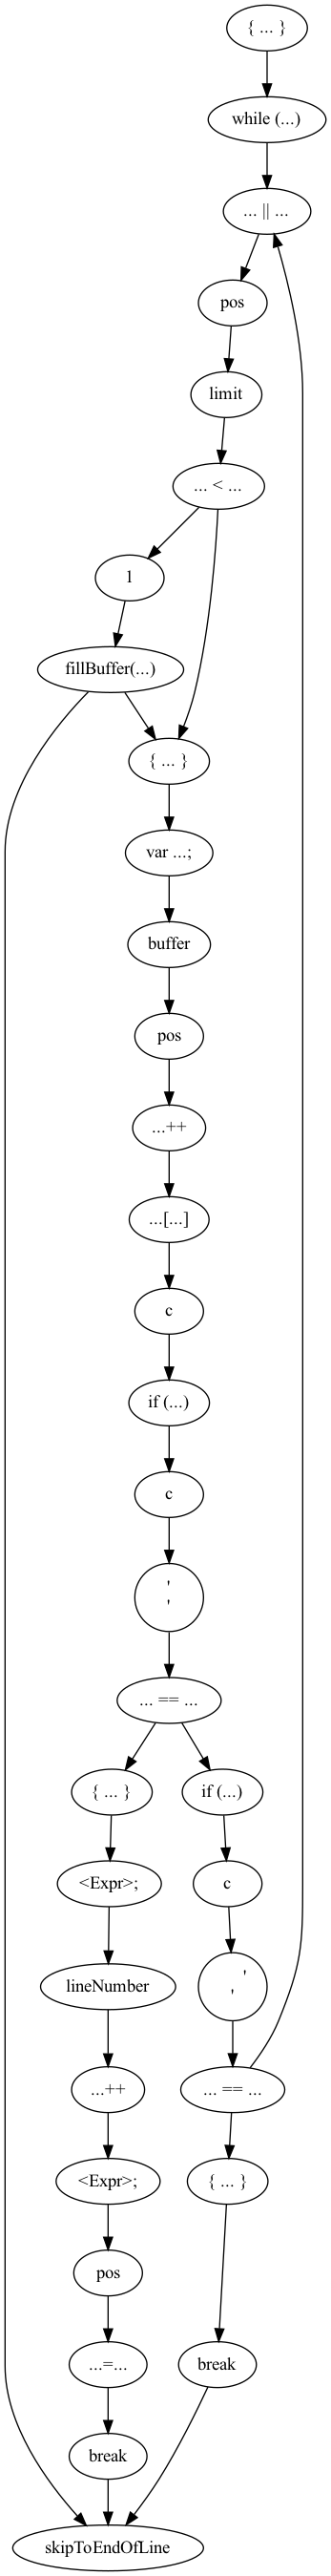 { ... }
while (...)
... || ...
pos
limit
... < ...
1
fillBuffer(...)
{ ... }
var ...;
buffer
pos
...++
...[...]
c
if (...)
c
'
'
... == ...
{ ... }
if (...)
<Expr>;
c
lineNumber
'
'
...++
... == ...
<Expr>;
{ ... }
pos
...=...
break
break
skipToEndOfLine